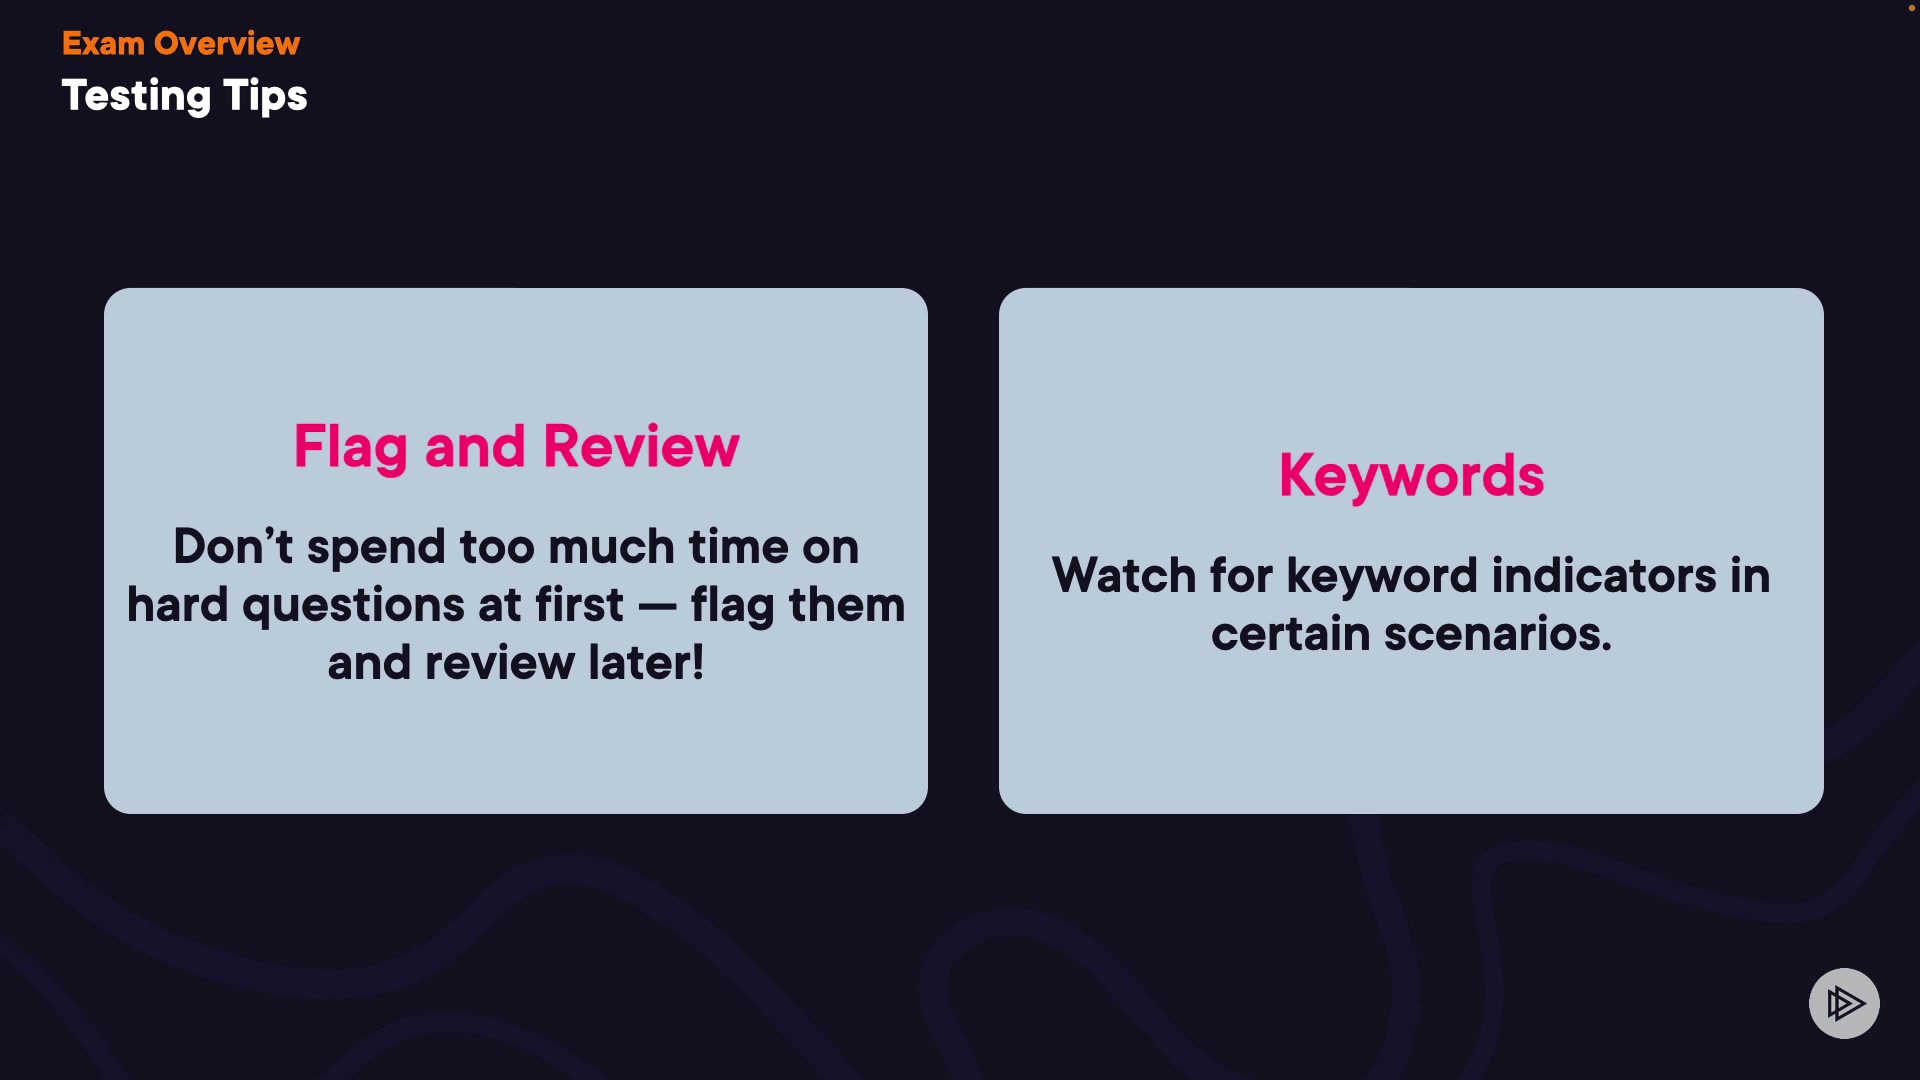 Exam Overview
Testing Tips
Flag and Review
Don’t spend too much time on
hard questions at first — flag them
and review later!
Keywords
Watch for keyword indicators in
certain scenarios.